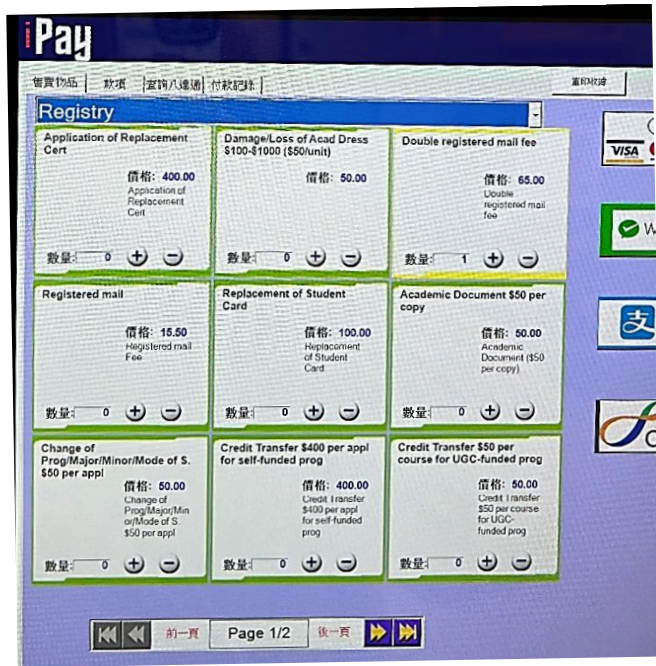 iPay
售賣物品 款項 查詢八達通 付款記錄 重印收據
Registry
Application of Replacement
Cert
價格: 400.00
Application of
Replacement
Cert
數量: 0
Damage/Loss of Acad Dress
$100-$1000 ($50/unit)
價格: 50.00
數量: 0
Double registered mail fee
價格: 65.00
Double
registered mail
fee
數量: 1
Registered mail
價格: 15.50
Registered mail
Fee
數量: 0
Replacement of Student
Card
價格: 100.00
Replacement
of Student
Card
數量: 0
Academic Document $50 per
copy
價格: 50.00
Academic
Document ($50
per copy)
數量: 0
Change of
Prog/Major/Minor/Mode of S.
$50 per appl
價格: 50.00
Change of
Prog/Major/Min
or/Mode of S.
$50 per appl
數量: 0
Credit Transfer $400 per appl
for self-funded prog
價格: 400.00
Credit Transfer
$400 per appl
for self-funded
prog
數量: 0
Credit Transfer $50 per
course for UGC-funded prog
價格: 50.00
Credit Transfer
$50 per course
for UGC-
funded prog
數量: 0
VISA
W
支
前一頁 Page 1/2 後一頁